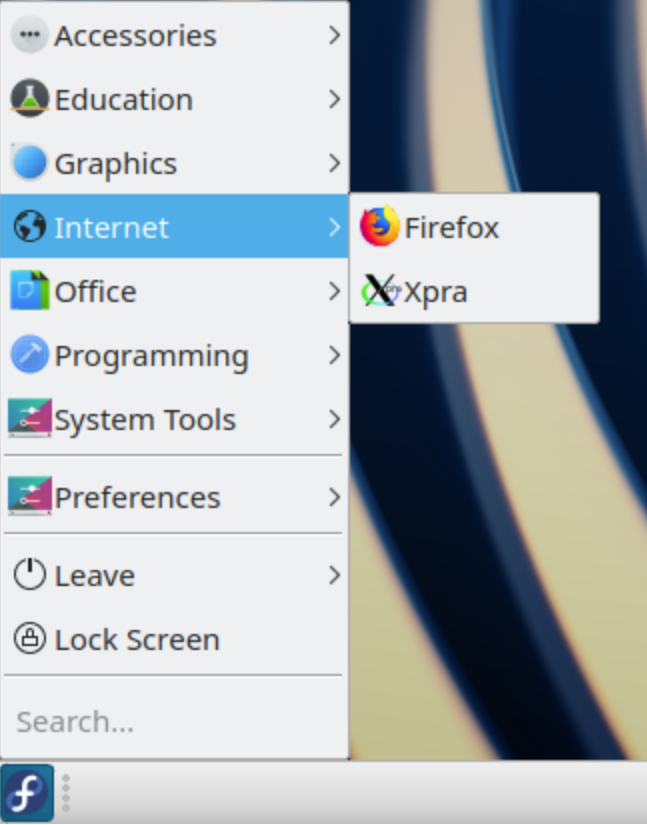 Accessories
Education
Graphics
Internet
Firefox
Office
Xpra
Programming
System Tools
Preferences
Leave
Lock Screen
Search...